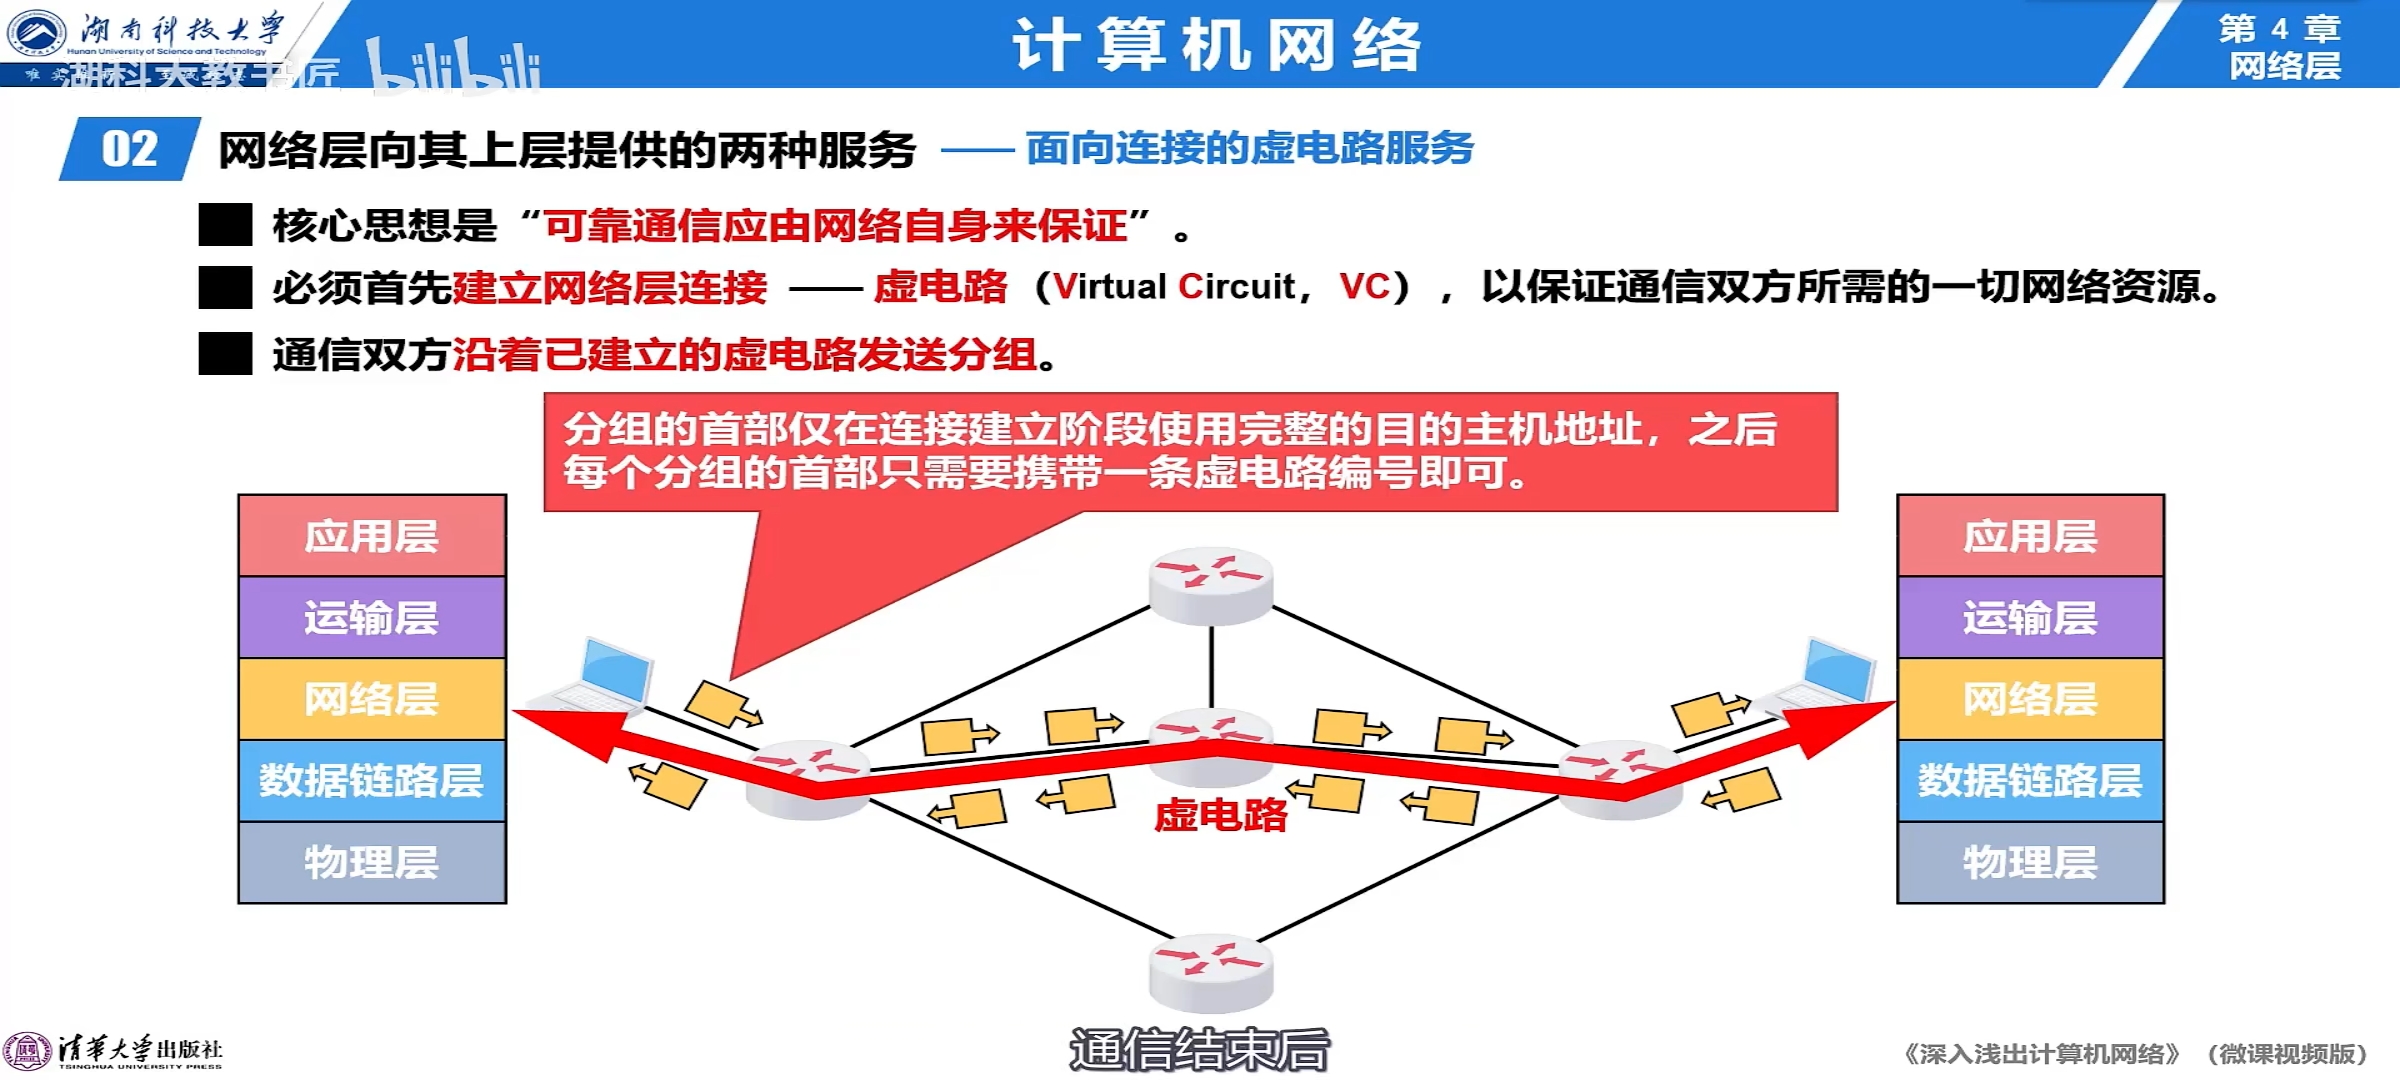 湖南科技大学
Hunan University of Science and Technology
湖科大教书匠 bilibili
计算机网络
第 4 章
网络层
02 网络层向其上层提供的两种服务 —— 面向连接的虚电路服务
核心思想是“可靠通信应由网络自身来保证”。
必须首先建立网络层连接 —— 虚电路（Virtual Circuit，VC），以保证通信双方所需的一切网络资源。
通信双方沿着已建立的虚电路发送分组。
分组的首部仅在连接建立阶段使用完整的目的主机地址，之后
每个分组的首部只需要携带一条虚电路编号即可。
应用层
运输层
网络层
数据链路层
物理层
虚电路
应用层
运输层
网络层
数据链路层
物理层
通信结束后
清华大学出版社
TSINGHUA UNIVERSITY PRESS
《深入浅出计算机网络》（微课视频版）